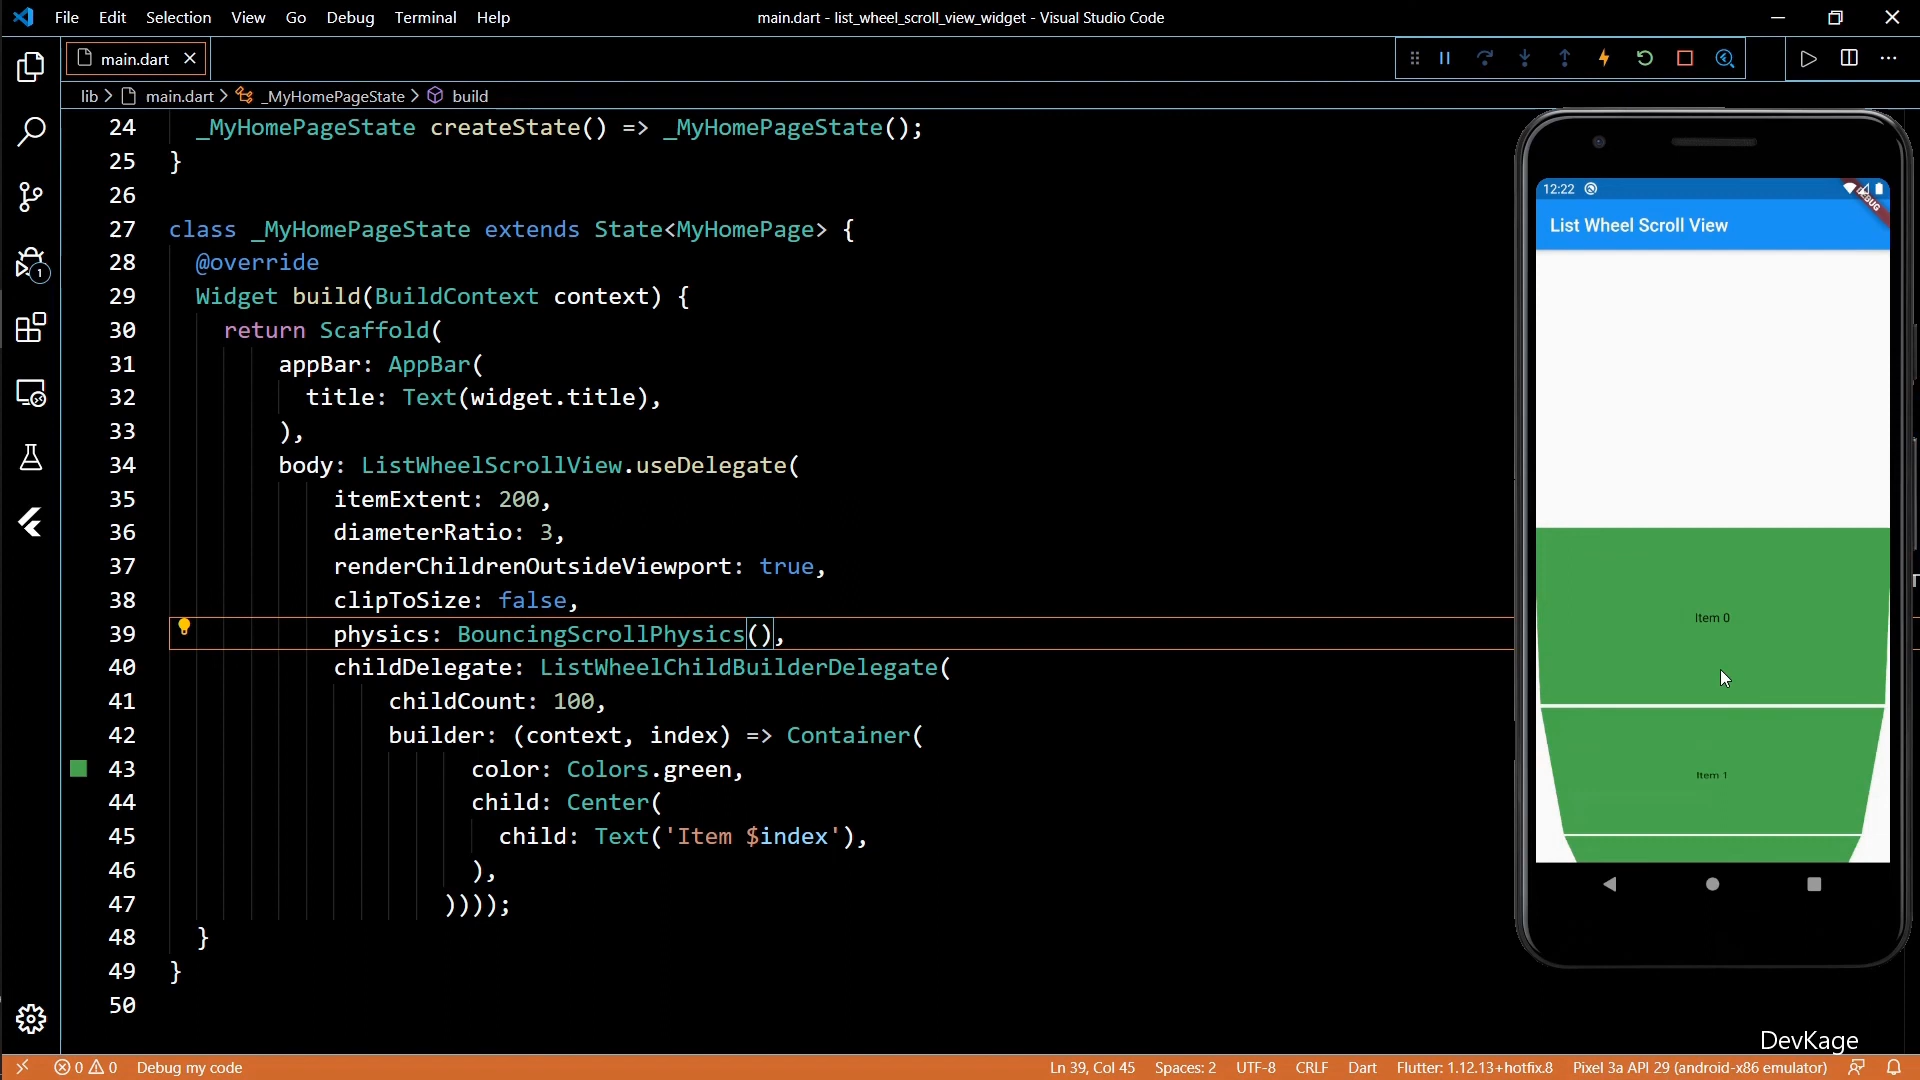 File Edit Selection View Go Debug Terminal Help
main.dart - list_wheel_scroll_view_widget - Visual Studio Code
main.dart
lib > main.dart > _MyHomePageState > build
24 _MyHomePageState createState() => _MyHomePageState();
25 }
26
27 class _MyHomePageState extends State<MyHomePage> {
28 @override
29 Widget build(BuildContext context) {
30 return Scaffold(
31 appBar: AppBar(
32 title: Text(widget.title),
33 ),
34 body: ListWheelScrollView.useDelegate(
35 itemExtent: 200,
36 diameterRatio: 3,
37 renderChildrenOutsideViewport: true,
38 clipToSize: false,
39 physics: BouncingScrollPhysics(),
40 childDelegate: ListWheelChildBuilderDelegate(
41 childCount: 100,
42 builder: (context, index) => Container(
43 color: Colors.green,
44 child: Center(
45 child: Text('Item $index'),
46 ),
47 ))));
48 }
49 }
50
1
12:22
DEBUG
List Wheel Scroll View
Item 0
Item 1
DevKage
0 0 Debug my code
Ln 39, Col 45 Spaces: 2 UTF-8 CRLF Dart Flutter: 1.12.13+hotfix.8 Pixel 3a API 29 (android-x86 emulator)